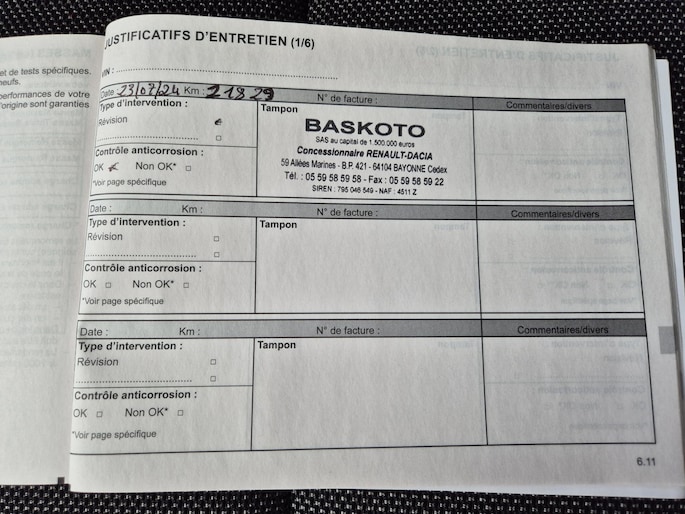 et de tests spécifiques.
performances de votre
origine sont garanties
JUSTIFICATIFS D'ENTRETIEN (1/6)
VIN : ..............................
Date : 23/07/24 Km : 21829 N° de facture : Commentaires/divers
Type d'intervention : Tampon
Révision
..............................
Contrôle anticorrosion :
OK Non OK* □
*Voir page spécifique
BASKOTO
SAS au capital de 1.500.000 euros
Concessionnaire RENAULT-DACIA
59 Allées Marines - B.P. 421 - 64104 BAYONNE Cedex
Tél. : 05 59 58 59 58 - Fax : 05 59 58 59 22
SIREN : 795 046 549 - NAF : 4511 Z
Date : Km : N° de facture : Commentaires/divers
Type d'intervention : Tampon
Révision □
.............................. □
Contrôle anticorrosion :
OK □ Non OK* □
*Voir page spécifique
Date : Km : N° de facture : Commentaires/divers
Type d'intervention : Tampon
Révision □
.............................. □
Contrôle anticorrosion :
OK □ Non OK* □
*Voir page spécifique
6.11